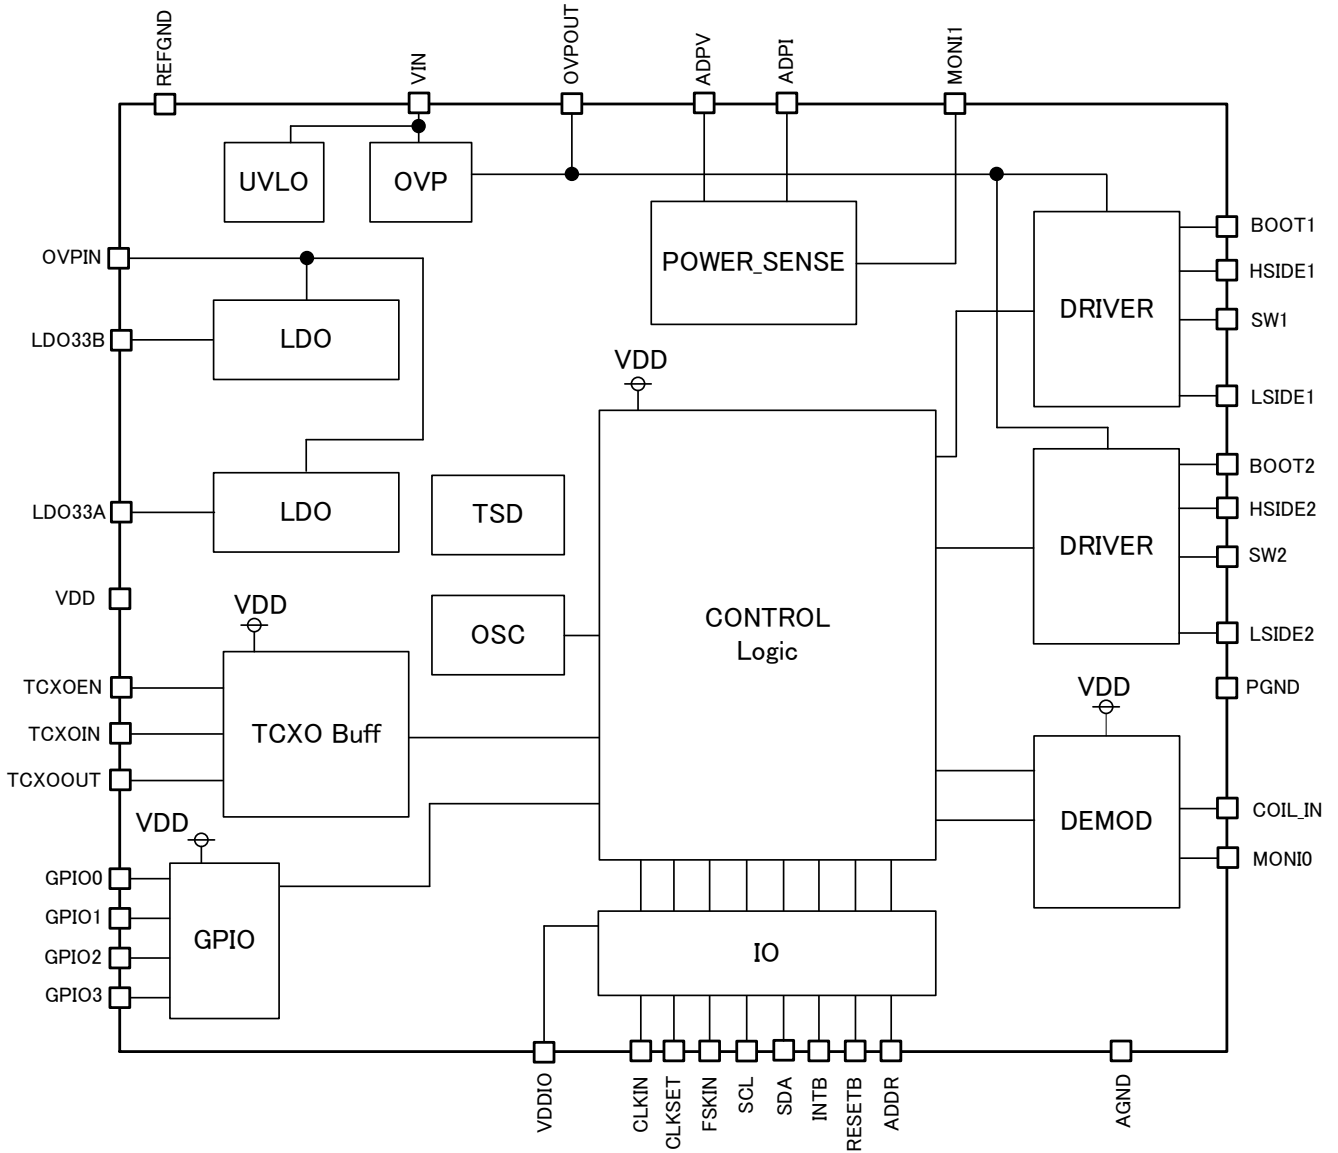 REFGND
VIN
OVPOUT
ADPV
ADPI
MONI1
UVLO
OVP
POWER_SENSE
OVPIN
LDO33B
LDO
LDO33A
LDO
VDD
TSD
OSC
VDD
TCXOEN
TCXOIN
TCXOOUT
VDD
TCXO Buff
VDD
GPIO0
GPIO1
GPIO2
GPIO3
GPIO
CONTROL
Logic
DRIVER
BOOT1
HSIDE1
SW1
LSIDE1
DRIVER
BOOT2
HSIDE2
SW2
LSIDE2
PGND
VDD
DEMOD
COIL_IN
MONI0
IO
VDDIO
CLKIN
CLKSET
FSKIN
SCL
SDA
INTB
RESETB
ADDR
AGND